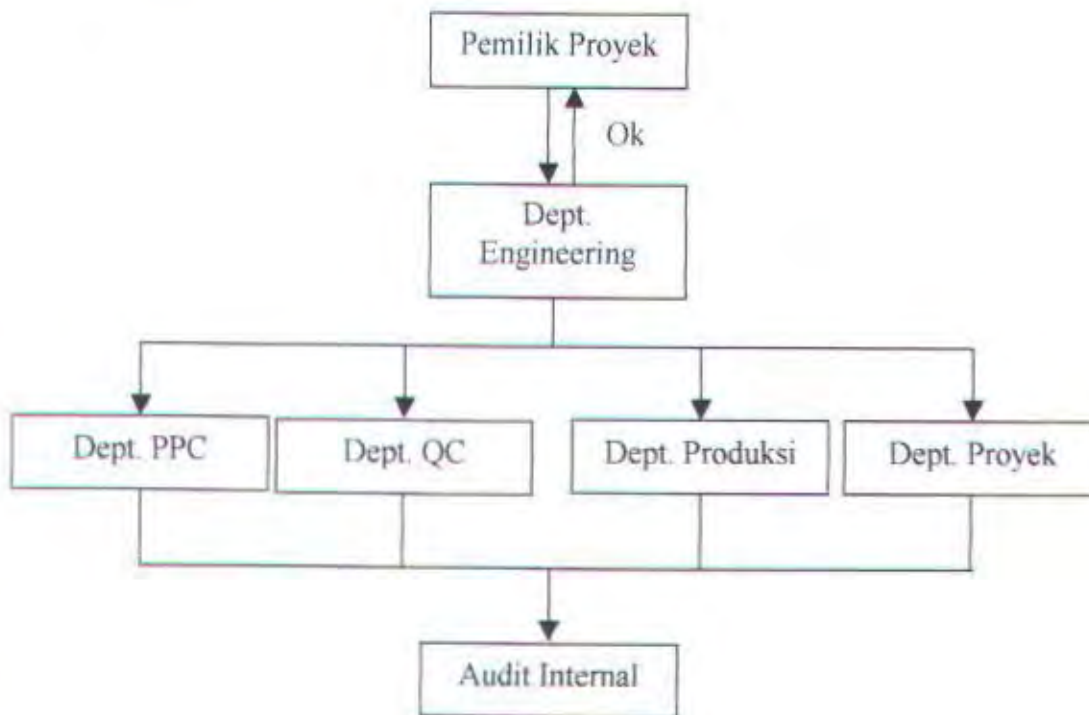 Pemilik Proyek
Ok
Dept.
Engineering
Dept. PPC
Dept. QC
Dept. Produksi
Dept. Proyek
Audit Internal